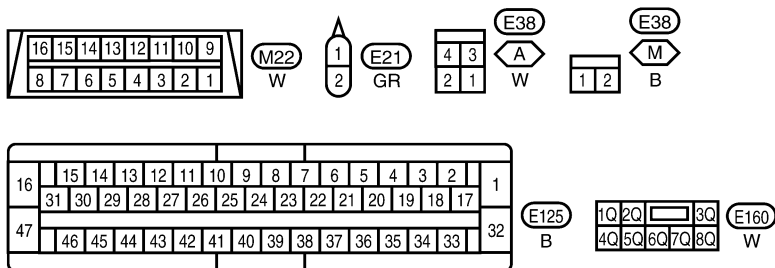 16 15 14 13 12 11 10 9
8 7 6 5 4 3 2 1
M22
W
1
2
E21
GR
4 3
2 1
E38
A
W
1 2
E38
M
B
16 15 14 13 12 11 10 9 8 7 6 5 4 3 2 1
31 30 29 28 27 26 25 24 23 22 21 20 19 18 17
47 46 45 44 43 42 41 40 39 38 37 36 35 34 33 32
E125
B
1Q 2Q 3Q
4Q 5Q 6Q 7Q 8Q
E160
W